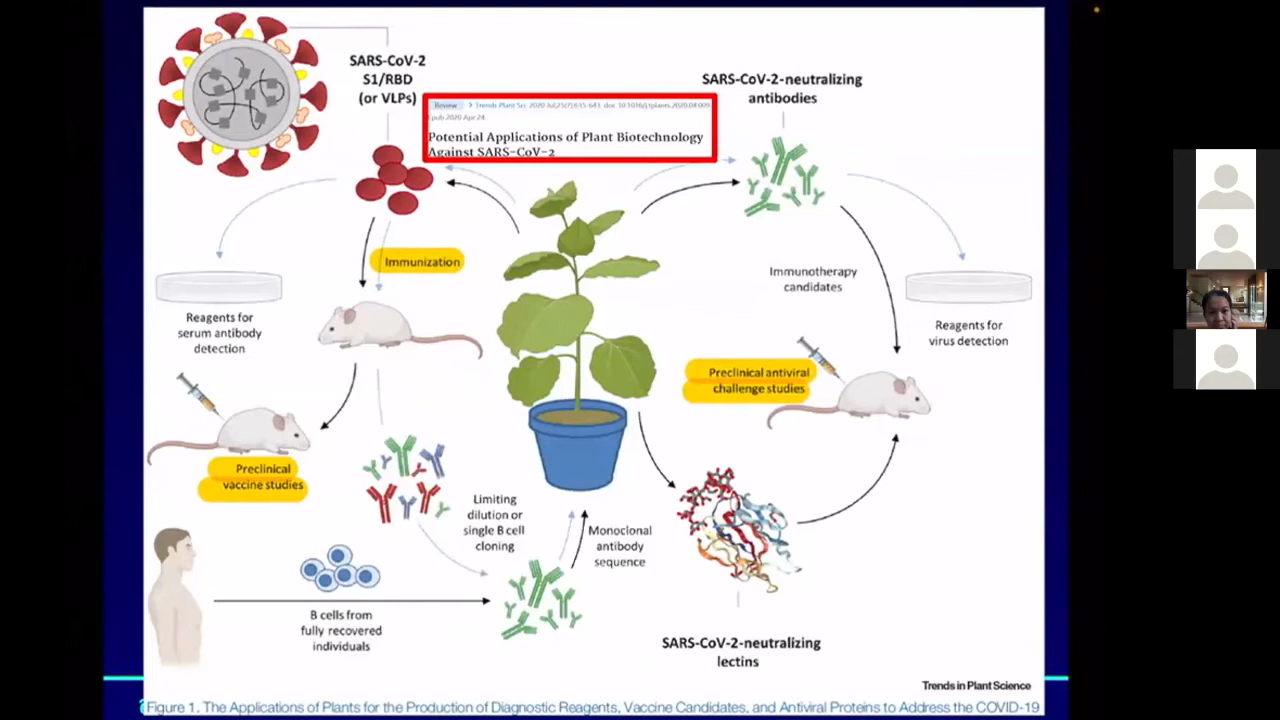 SARS-CoV-2
S1/RBD
(or VLPs)
Review > Trends Plant Sci. 2020 Jul;25(7):635-643. doi: 10.1016/j.tplants.2020.04.009.
Epub 2020 Apr 24.
Potential Applications of Plant Biotechnology
Against SARS-CoV-2
SARS-CoV-2-neutralizing
antibodies
Immunization
Reagents for
serum antibody
detection
Immunotherapy
candidates
Reagents for
virus detection
Preclinical antiviral
challenge studies
Preclinical
vaccine studies
Limiting
dilution or
single B cell
cloning
Monoclonal
antibody
sequence
B cells from
fully recovered
individuals
SARS-CoV-2-neutralizing
lectins
Trends in Plant Science
Figure 1. The Applications of Plants for the Production of Diagnostic Reagents, Vaccine Candidates, and Antiviral Proteins to Address the COVID-19